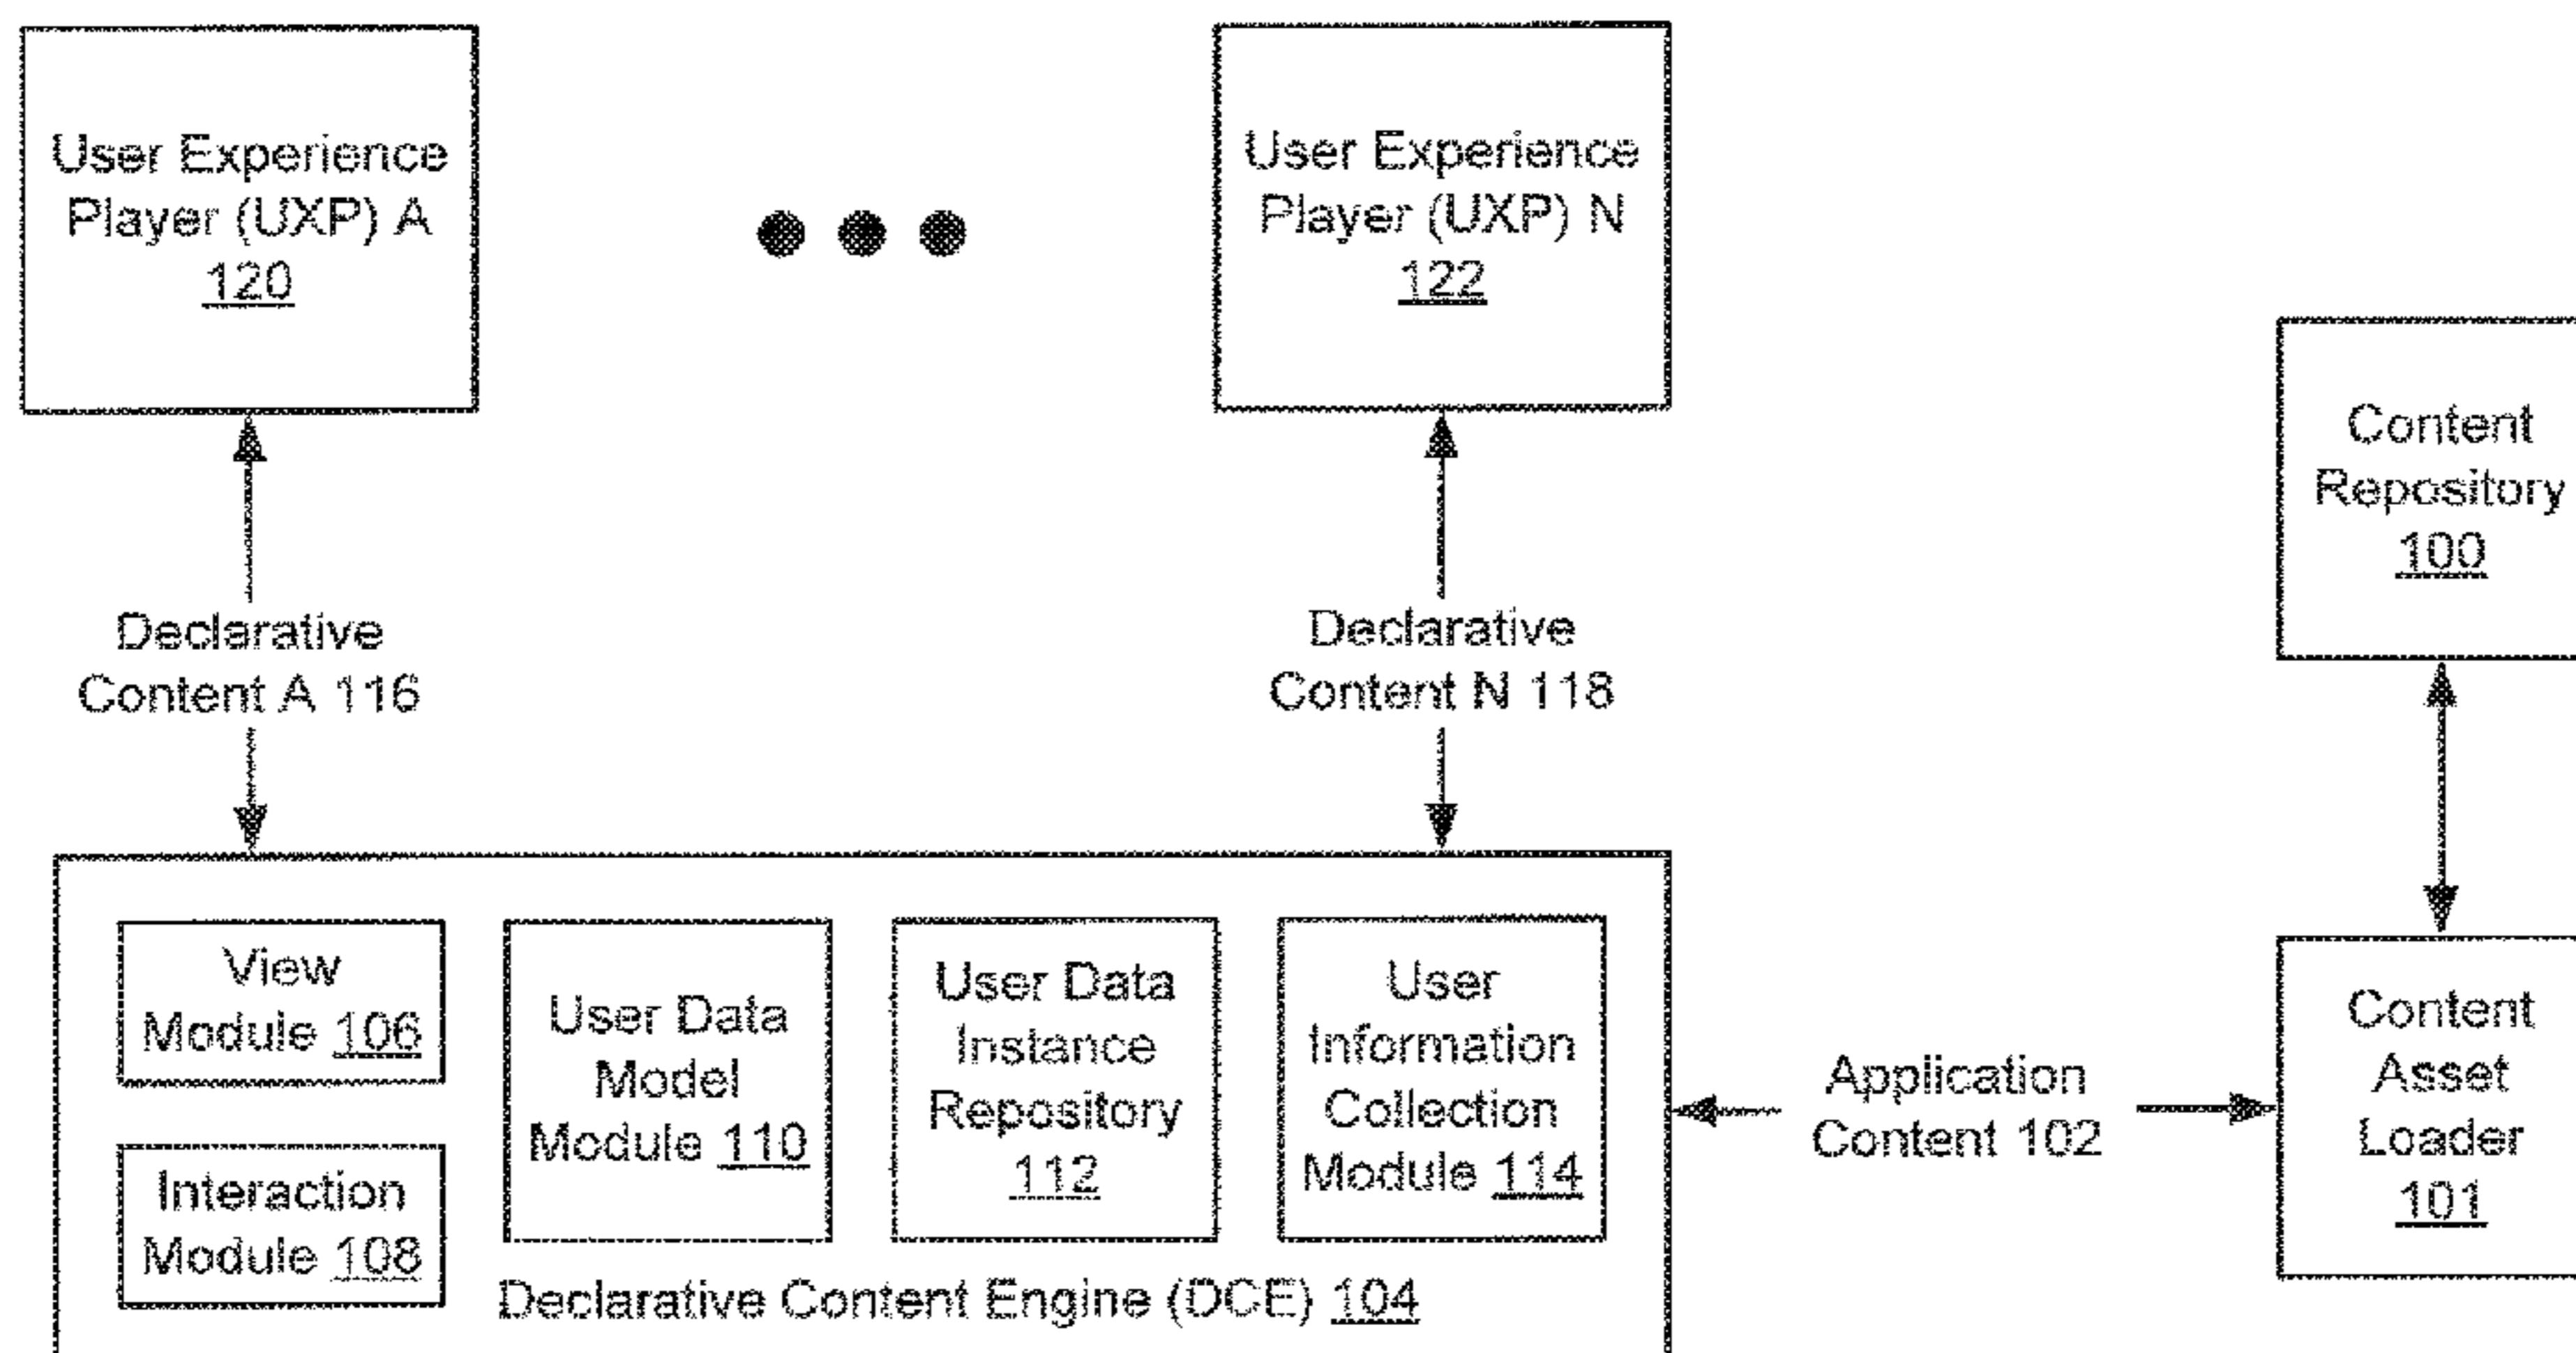 User Experience
Player (UXP) A
120
User Experience
Player (UXP) N
122
Content
Repository
100
Declarative
Content A 116
Declarative
Content N 118
View
Module 106
Interaction
Module 108
User Data
Model
Module 110
User Data
Instance
Repository
112
User
Information
Collection
Module 114
Declarative Content Engine (DCE) 104
Application
Content 102
Content
Asset
Loader
101